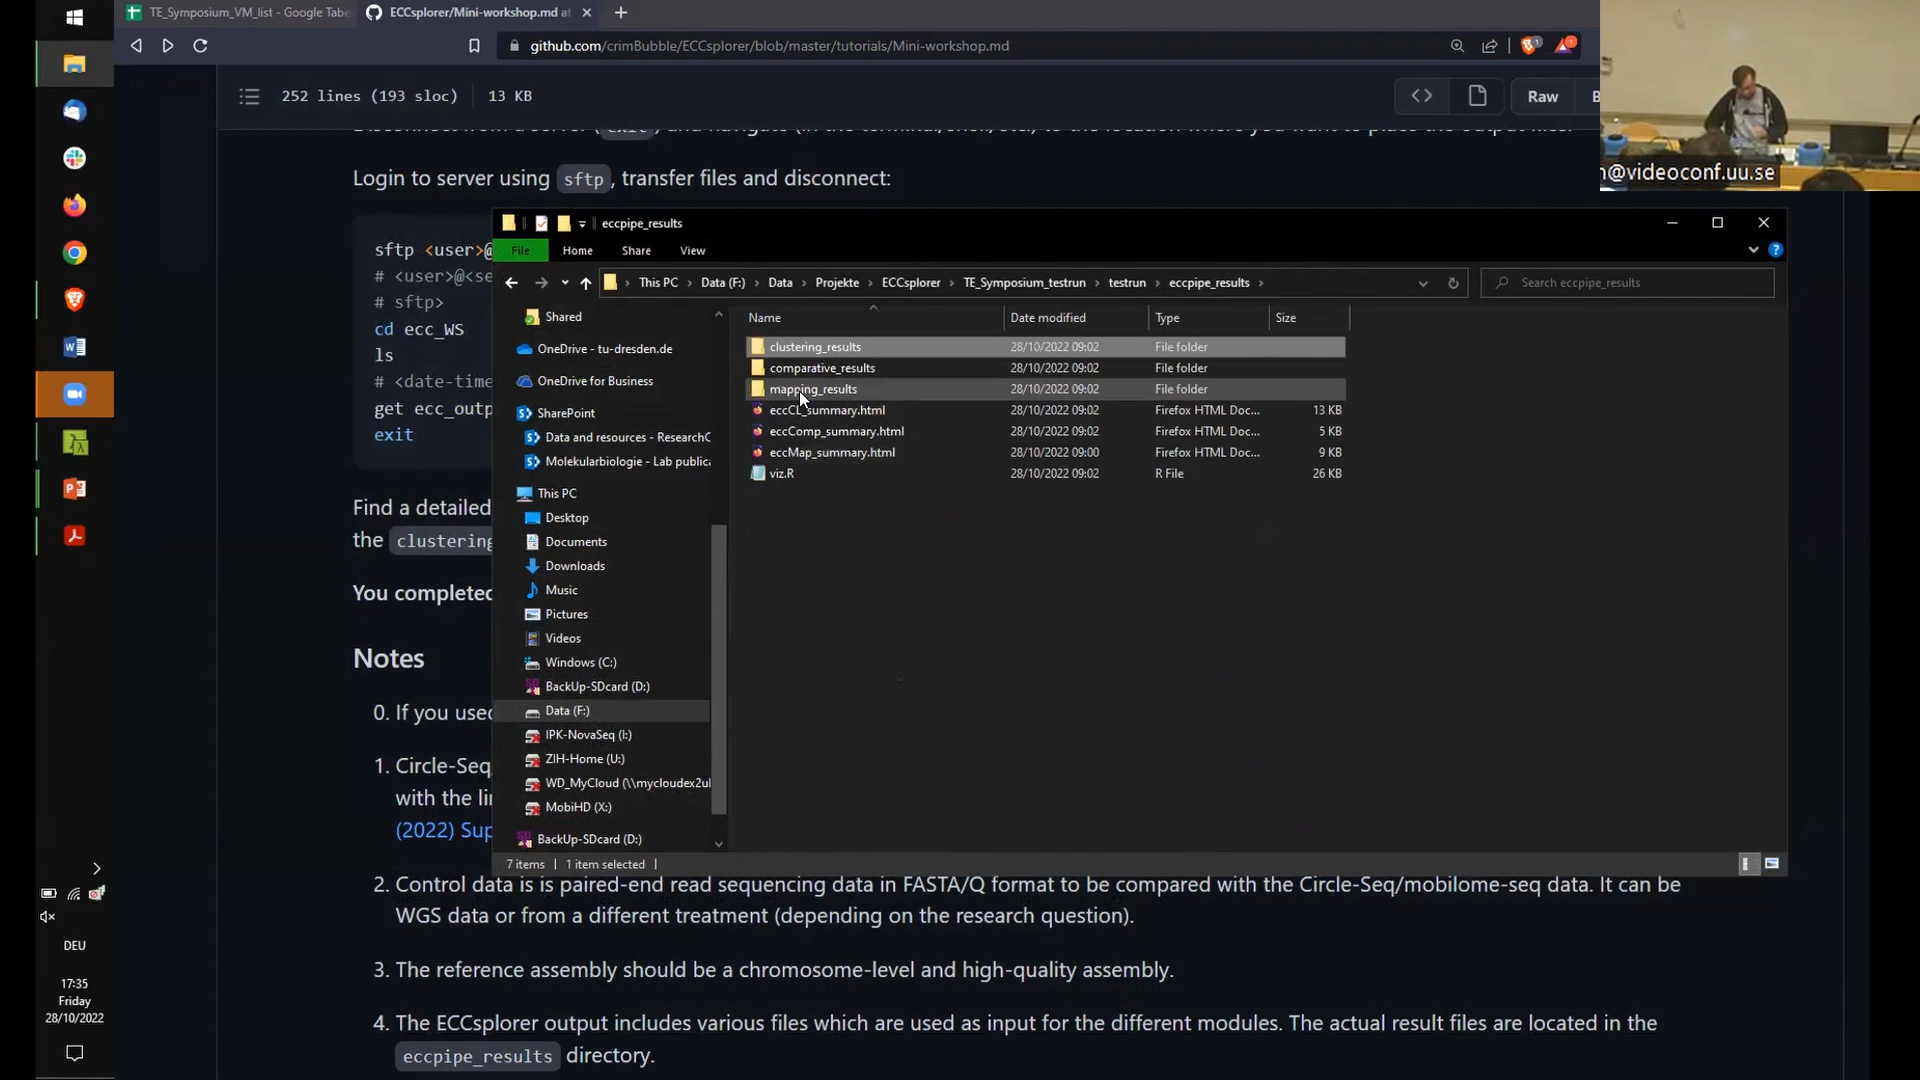 TE_Symposium_VM_list - Google Tabe
ECCsplorer/Mini-workshop.md at
github.com/crimBubble/ECCsplorer/blob/master/tutorials/Mini-workshop.md
1
1
252 lines (193 sloc) 13 KB
Raw
B
n@videoconf.uu.se
Login to server using sftp, transfer files and disconnect:
sftp <user>@
# <user>@<se
# sftp>
cd ecc_WS
ls
# <date-time
get ecc_outp
exit
Find a detailed
the clustering
You completed
Notes
0. If you used
1. Circle-Seq/
with the li
(2022) Sup
2. Control data is is paired-end read sequencing data in FASTA/Q format to be compared with the Circle-Seq/mobilome-seq data. It can be
WGS data or from a different treatment (depending on the research question).
3. The reference assembly should be a chromosome-level and high-quality assembly.
4. The ECCsplorer output includes various files which are used as input for the different modules. The actual result files are located in the
eccpipe_results directory.
eccpipe_results
File Home Share View
This PC Data (F:) Data Projekte ECCsplorer TE_Symposium_testrun testrun eccpipe_results
Search eccpipe_results
Shared
OneDrive - tu-dresden.de
OneDrive for Business
SharePoint
Data and resources - ResearchC
Molekularbiologie - Lab publica
This PC
Desktop
Documents
Downloads
Music
Pictures
Videos
Windows (C:)
BackUp-SDcard (D:)
Data (F:)
IPK-NovaSeq (I:)
ZIH-Home (U:)
WD_MyCloud (\\mycloudex2ul
MobiHD (X:)
BackUp-SDcard (D:)
Name Date modified Type Size
clustering_results 28/10/2022 09:02 File folder
comparative_results 28/10/2022 09:02 File folder
mapping_results 28/10/2022 09:02 File folder
eccCL_summary.html 28/10/2022 09:02 Firefox HTML Doc... 13 KB
eccComp_summary.html 28/10/2022 09:02 Firefox HTML Doc... 5 KB
eccMap_summary.html 28/10/2022 09:00 Firefox HTML Doc... 9 KB
viz.R 28/10/2022 09:02 R File 26 KB
7 items 1 item selected
DEU
17:35
Friday
28/10/2022